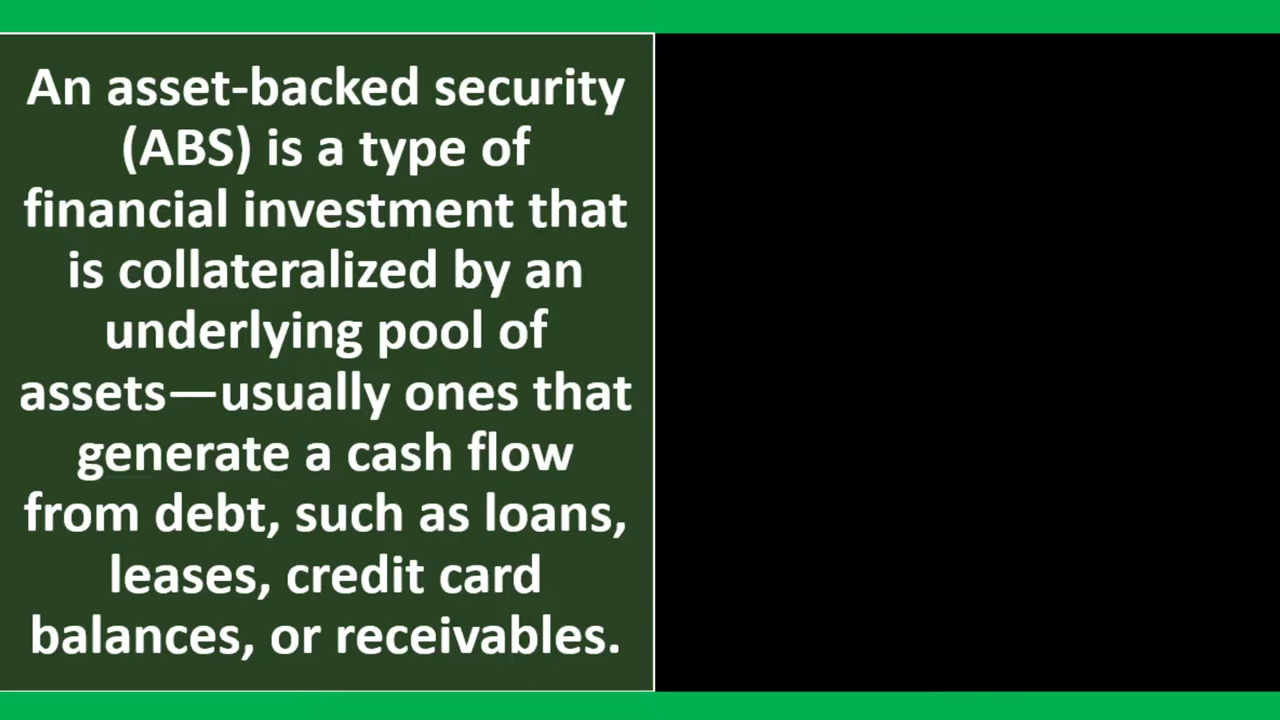 An asset-backed security
(ABS) is a type of
financial investment that
is collateralized by an
underlying pool of
assets—usually ones that
generate a cash flow
from debt, such as loans,
leases, credit card
balances, or receivables.